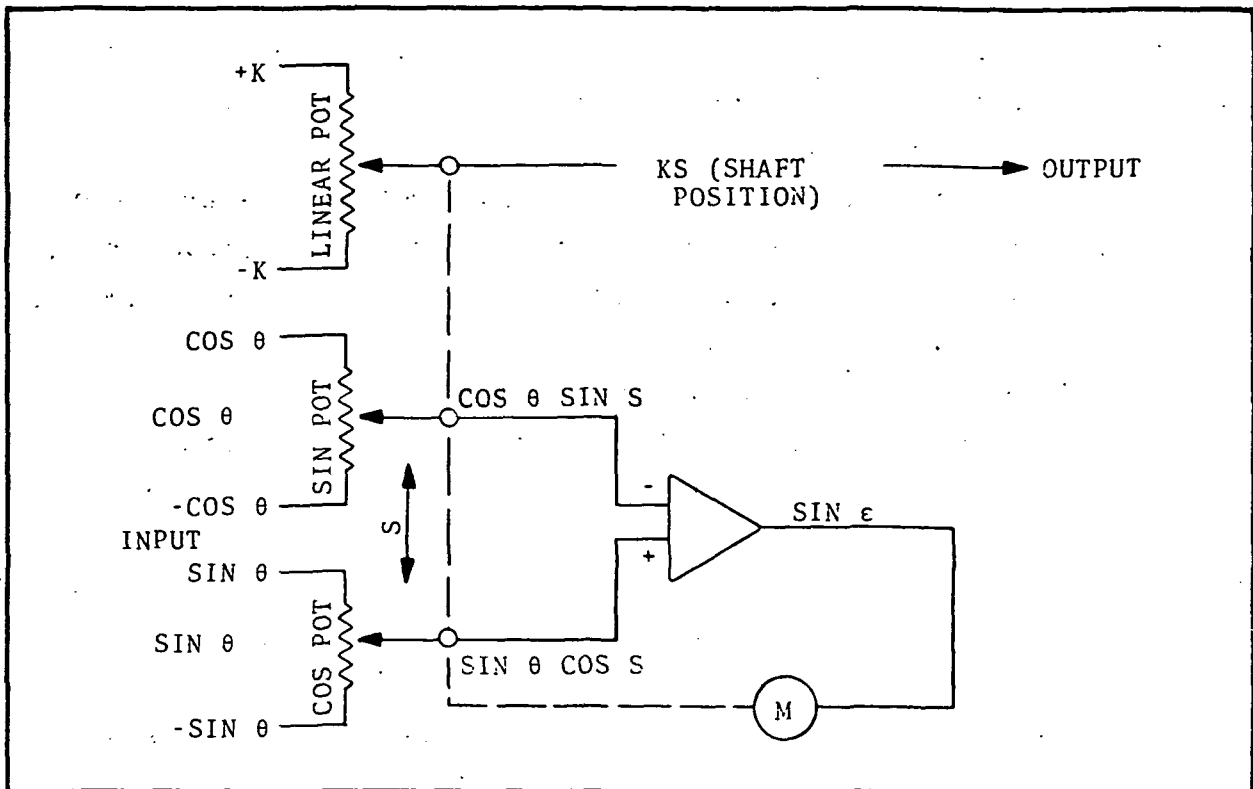 +K
LINEAR POT
-K
KS (SHAFT
POSITION)
OUTPUT
COS θ
SIN POT
COS θ
COS θ SIN S
-COS θ
INPUT
S
-
+
SIN ε
SIN θ
COS POT
SIN θ
SIN θ COS S
-SIN θ
M